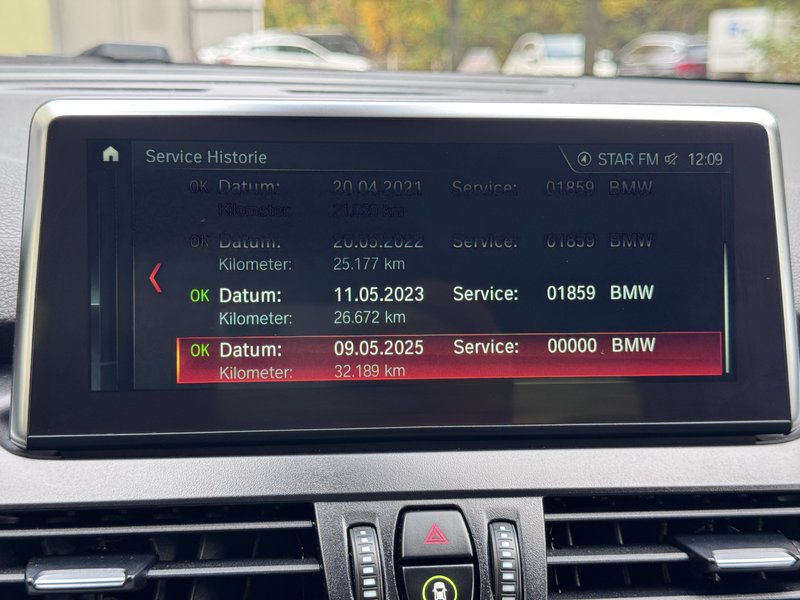 Service Historie STAR FM 12:09
OK Datum: 20.04.2021 Service: 01859 BMW
Kilometer: km
OK Datum: 2022 Service: 01859 BMW
Kilometer: 25.177 km
OK Datum: 11.05.2023 Service: 01859 BMW
Kilometer: 26.672 km
OK Datum: 09.05.2025 Service: 00000 BMW
Kilometer: 32.189 km